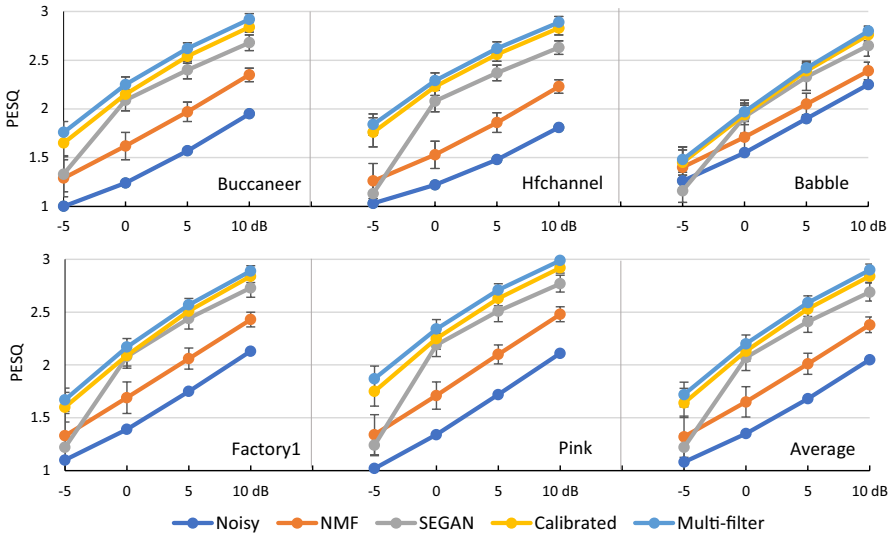 3
2.5
2
1.5
1
PESQ
Buccaneer
Hfchannel
Babble
-5 0 5 10 dB
-5 0 5 10 dB
-5 0 5 10 dB
3
2.5
2
1.5
1
PESQ
Factory1
Pink
Average
-5 0 5 10 dB
-5 0 5 10 dB
-5 0 5 10 dB
Noisy NMF SEGAN Calibrated Multi-filter